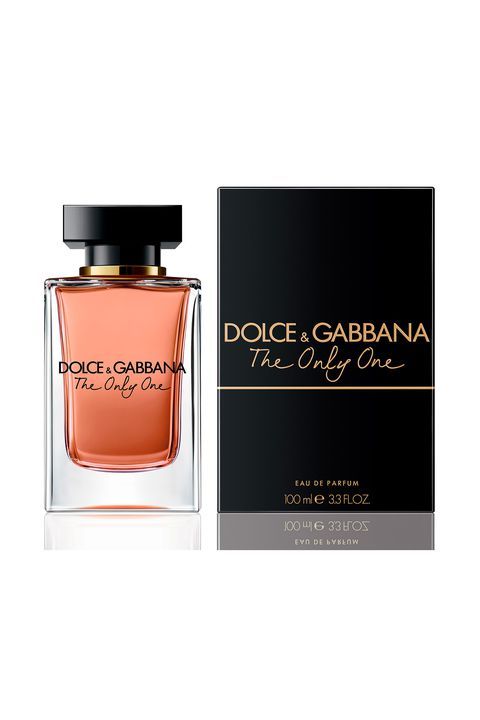 DOLCE & GABBANA
The Only One
DOLCE & GABBANA
The Only One
EAU DE PARFUM
100 ml ℮ 3.3 FL.OZ.